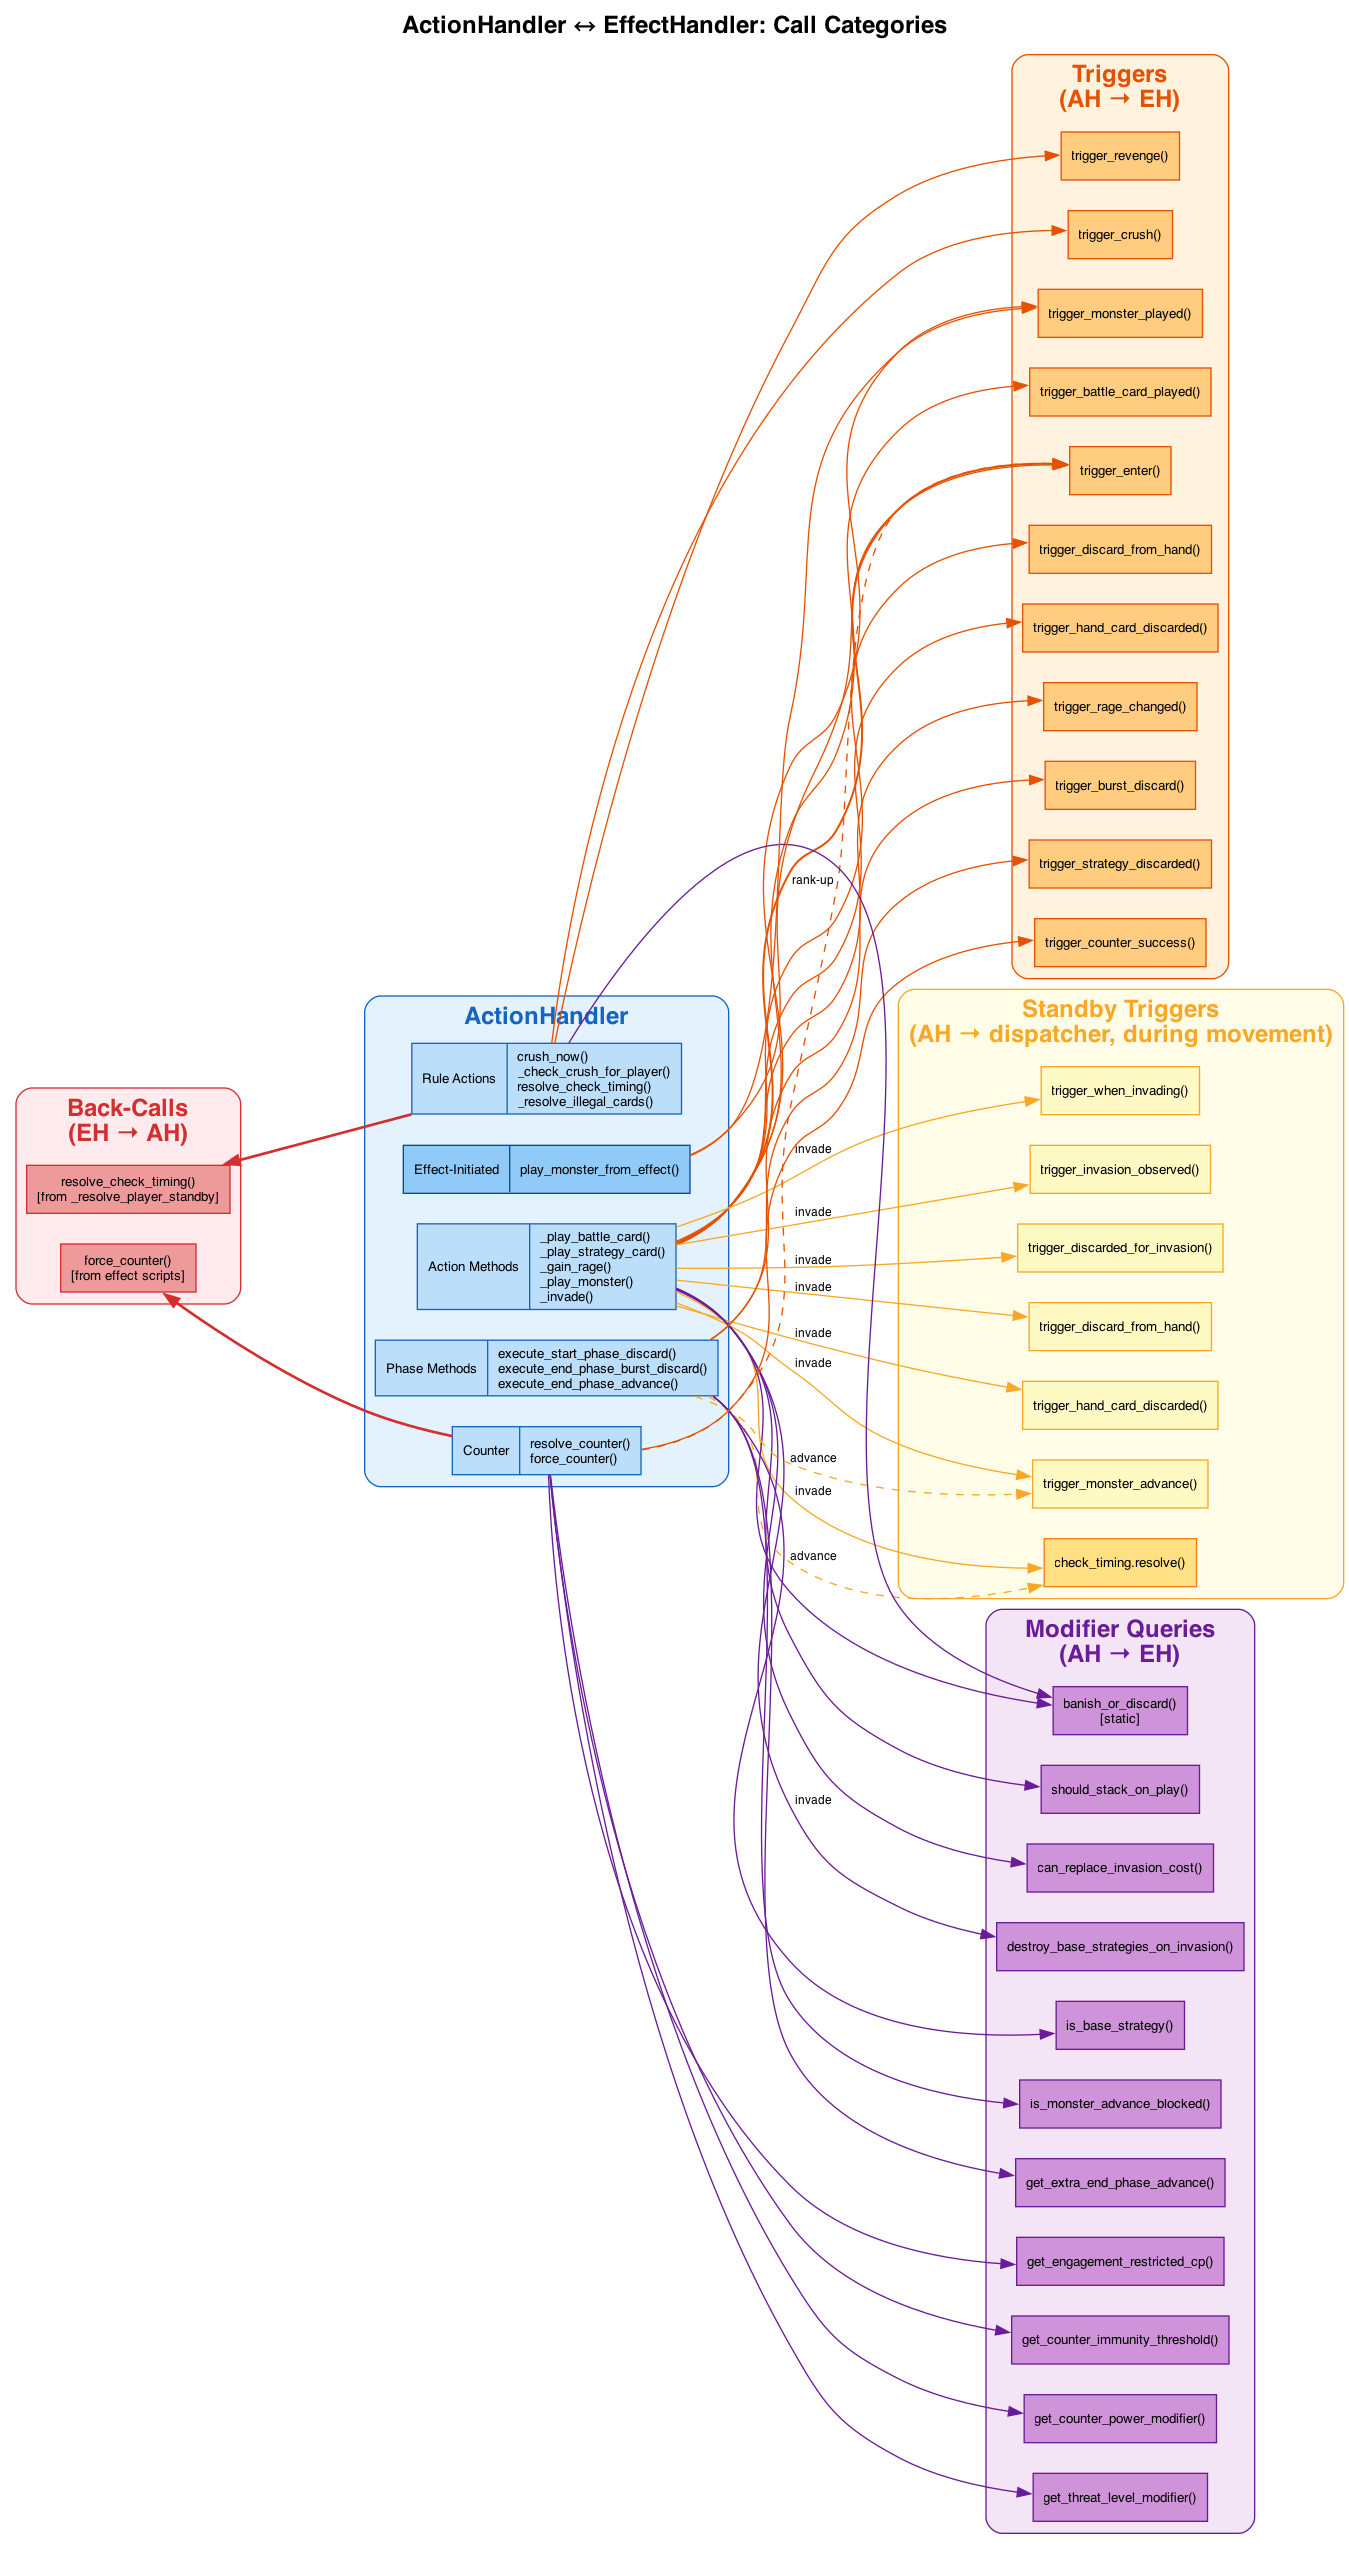 ActionHandler ↔ EffectHandler: Call Categories
Triggers
(AH → EH)
trigger_revenge()
trigger_crush()
trigger_monster_played()
trigger_battle_card_played()
trigger_enter()
trigger_discard_from_hand()
trigger_hand_card_discarded()
trigger_rage_changed()
trigger_burst_discard()
trigger_strategy_discarded()
trigger_counter_success()
rank-up
ActionHandler
Rule Actions
crush_now()
_check_crush_for_player()
resolve_check_timing()
_resolve_illegal_cards()
Effect-Initiated
play_monster_from_effect()
Action Methods
_play_battle_card()
_play_strategy_card()
_gain_rage()
_play_monster()
_invade()
Phase Methods
execute_start_phase_discard()
execute_end_phase_burst_discard()
execute_end_phase_advance()
Counter
resolve_counter()
force_counter()
Back-Calls
(EH → AH)
resolve_check_timing()
[from _resolve_player_standby]
force_counter()
[from effect scripts]
Standby Triggers
(AH → dispatcher, during movement)
trigger_when_invading()
trigger_invasion_observed()
trigger_discarded_for_invasion()
trigger_discard_from_hand()
trigger_hand_card_discarded()
trigger_monster_advance()
check_timing.resolve()
invade
invade
invade
invade
invade
invade
advance
invade
advance
Modifier Queries
(AH → EH)
banish_or_discard()
[static]
should_stack_on_play()
can_replace_invasion_cost()
invade
destroy_base_strategies_on_invasion()
is_base_strategy()
is_monster_advance_blocked()
get_extra_end_phase_advance()
get_engagement_restricted_cp()
get_counter_immunity_threshold()
get_counter_power_modifier()
get_threat_level_modifier()